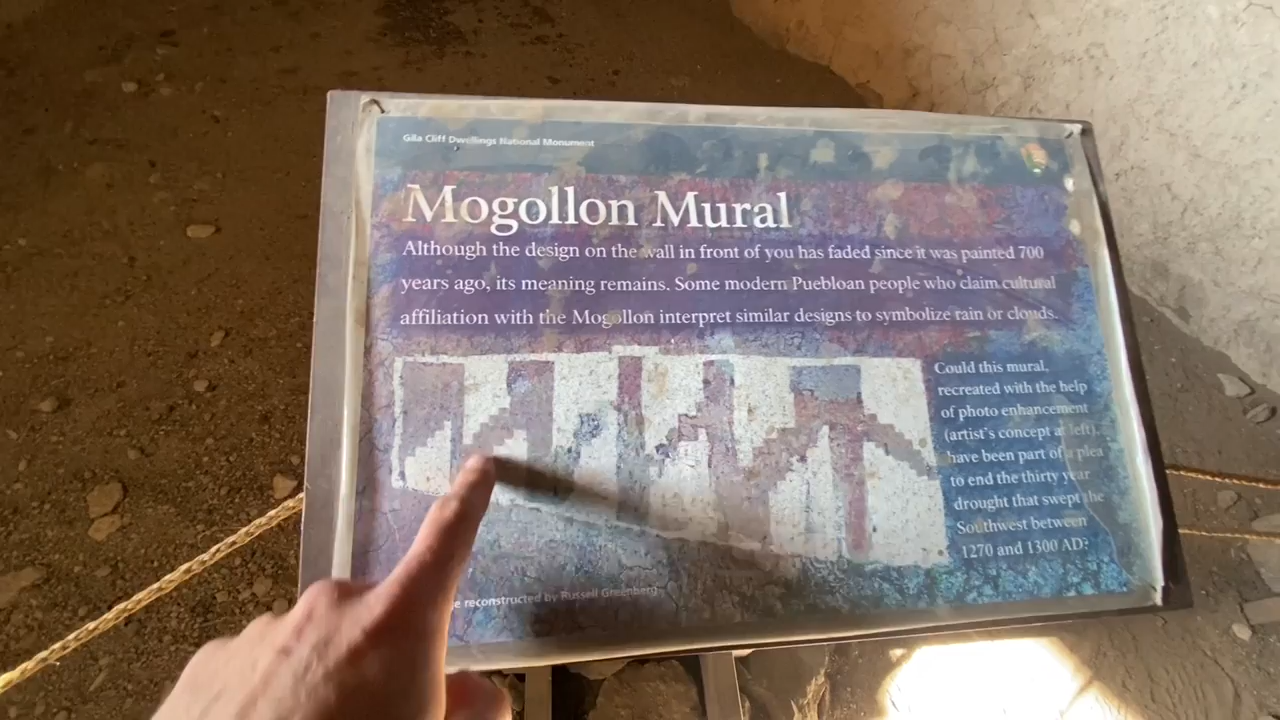 Gila Cliff Dwellings National Monument
Mogollon Mural
Although the design on the wall in front of you has faded since it was painted 700
years ago, its meaning remains. Some modern Puebloan people who claim cultural
affiliation with the Mogollon interpret similar designs to symbolize rain or clouds.
Could this mural,
recreated with the help
of photo enhancement
(artist's concept at left),
have been part of a plea
to end the thirty year
drought that swept the
Southwest between
1270 and 1300 AD?
reconstructed by Russell Greenberg